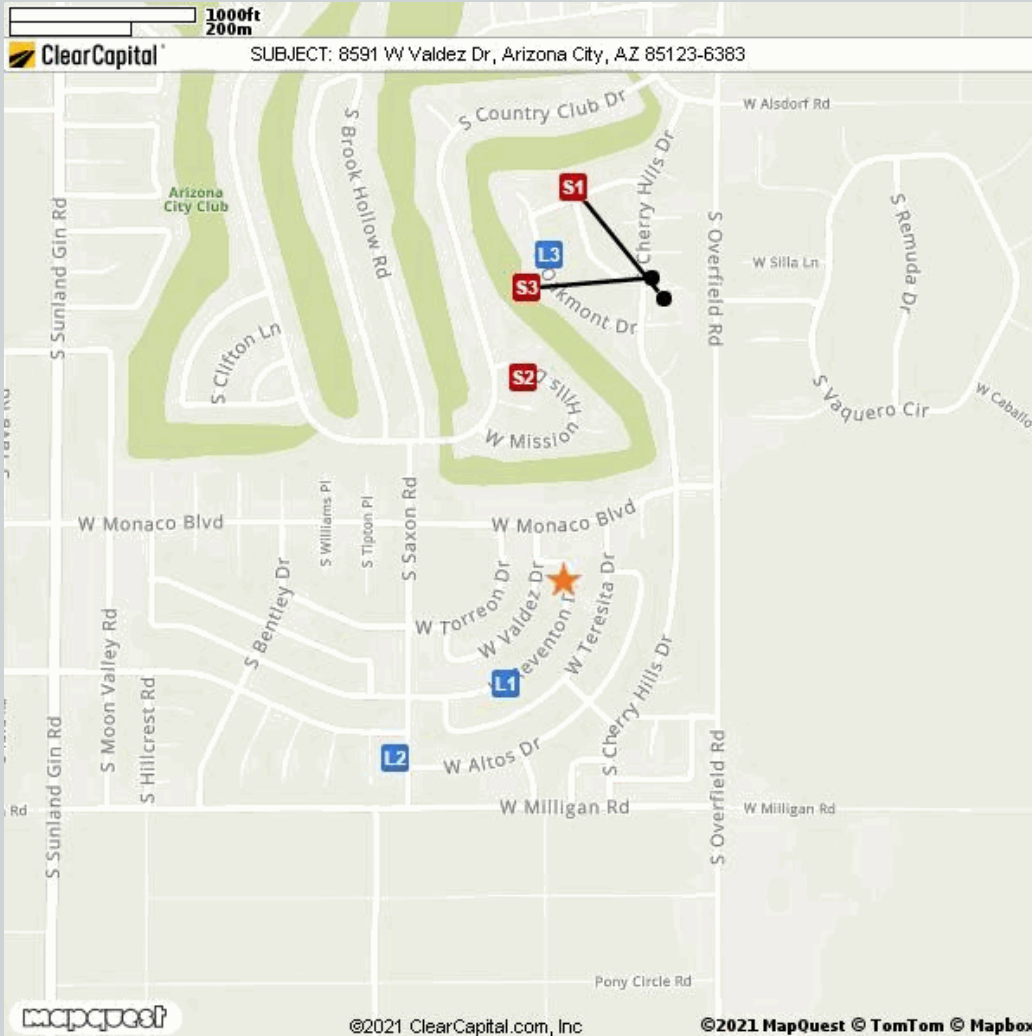 1000ft
200m
ClearCapital
SUBJECT: 8591 W Valdez Dr, Arizona City, AZ 85123-6383
S Country Club Dr
W Alsdorf Rd
S Brook Hollow Rd
Cherry Hills Dr
Arizona
City Club
S1
S Sunland Gin Rd
S Overfield Rd
S Remuda Dr
L3
W Silla Ln
S3
Oakmont Dr
S Clifton Ln
S2
Hills D
S Vaquero Cir
W Caballo
W Mission
W Monaco Blvd
S Williams Pl
S Tipton Pl
S Saxon Rd
W Monaco Blvd
S Bentley Dr
W Torreon Dr
W Valdez Dr
eventon D
W Teresita Dr
S Moon Valley Rd
S Hillcrest Rd
L1
S Cherry Hills Dr
S Sunland Gin Rd
L2
W Altos Dr
S Overfield Rd
Rd
W Milligan Rd
W Milligan Rd
Pony Circle Rd
mapquest
©2021 ClearCapital.com, Inc
©2021 MapQuest © TomTom © Mapbox